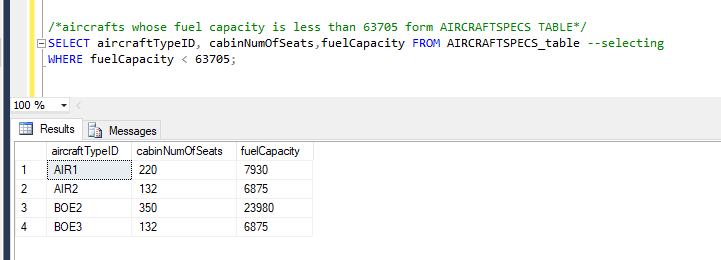 /*aircrafts whose fuel capacity is less than 63705 form AIRCRAFTSPECS TABLE*/
SELECT aircraftTypeID, cabinNumOfSeats,fuelCapacity FROM AIRCRAFTSPECS_table --selecting
WHERE fuelCapacity < 63705;
100 %
Results Messages
aircraftTypeID cabinNumOfSeats fuelCapacity
1 AIR1 220 7930
2 AIR2 132 6875
3 BOE2 350 23980
4 BOE3 132 6875